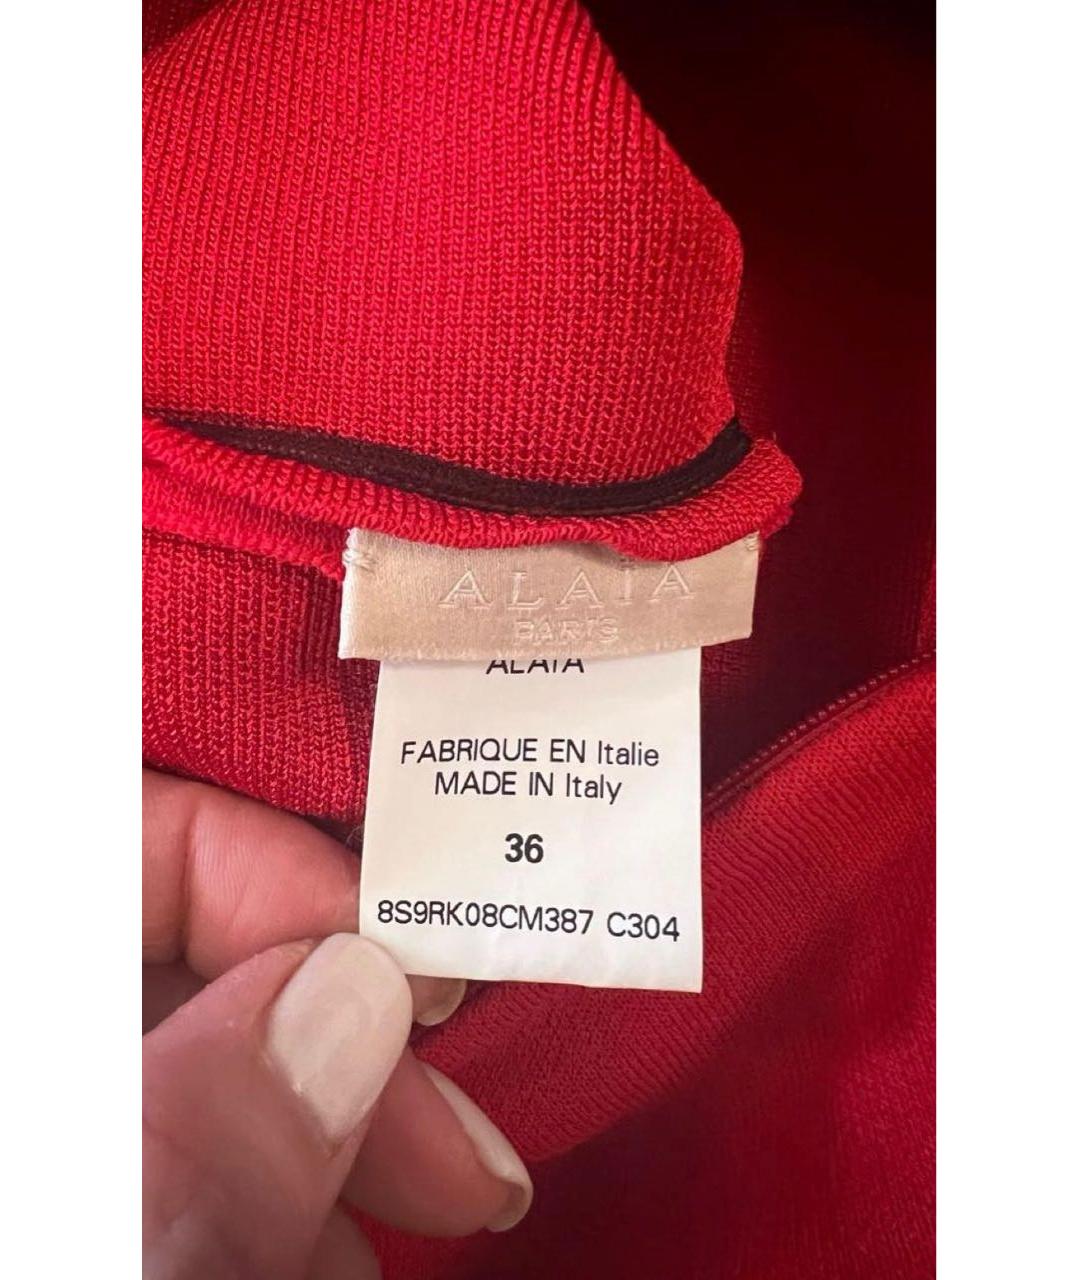 ALAÏA
PARIS
ALAÏA
FABRIQUE EN Italie
MADE IN Italy
36
8S9RK08CM387 C304